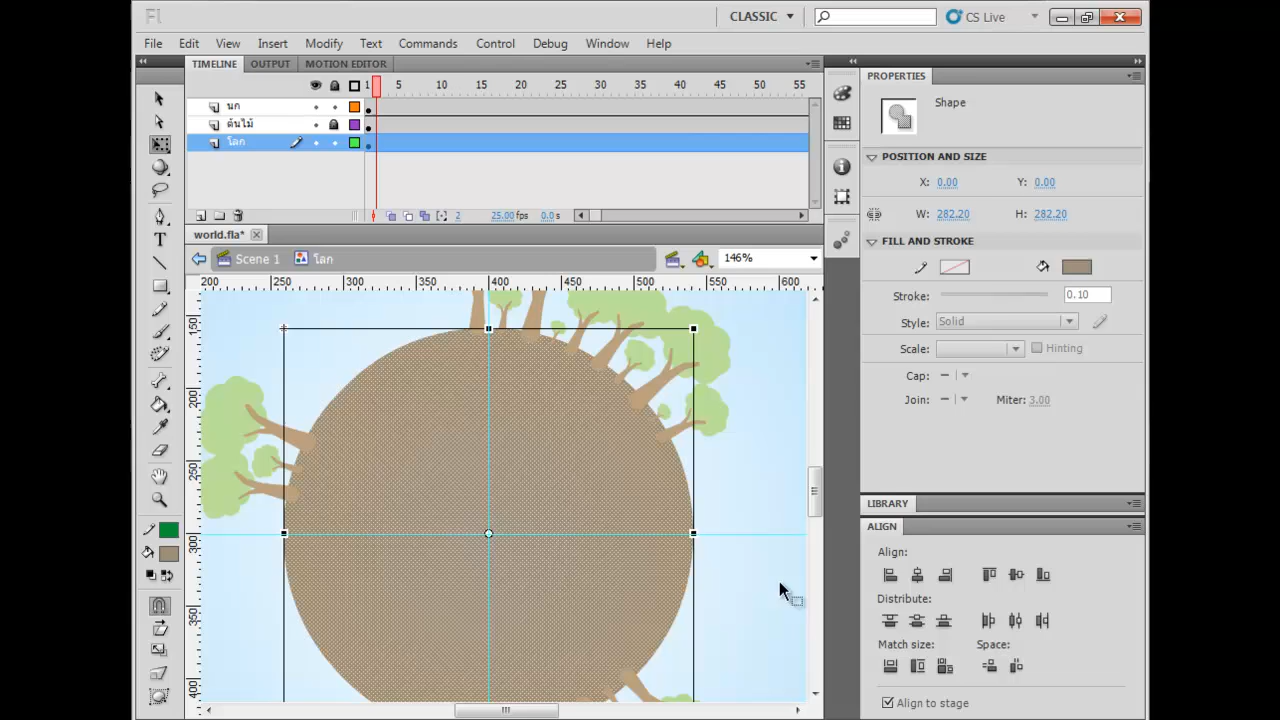 Fl CLASSIC CS Live
File Edit View Insert Modify Text Commands Control Debug Window Help
TIMELINE OUTPUT MOTION EDITOR
1 5 10 15 20 25 30 35 40 45 50 55
นก
ต้นไม้
โลก
2 25.00 fps 0.0 s
world.fla*
Scene 1 โลก 146%
200 250 300 350 400 450 500 550 600
150
200
250
300
350
400
PROPERTIES
Shape
POSITION AND SIZE
X: 0.00 Y: 0.00
W: 282.20 H: 282.20
FILL AND STROKE
Stroke: 0.10
Style: Solid
Scale: Hinting
Cap:
Join: Miter: 3.00
LIBRARY
ALIGN
Align:
Distribute:
Match size: Space:
Align to stage